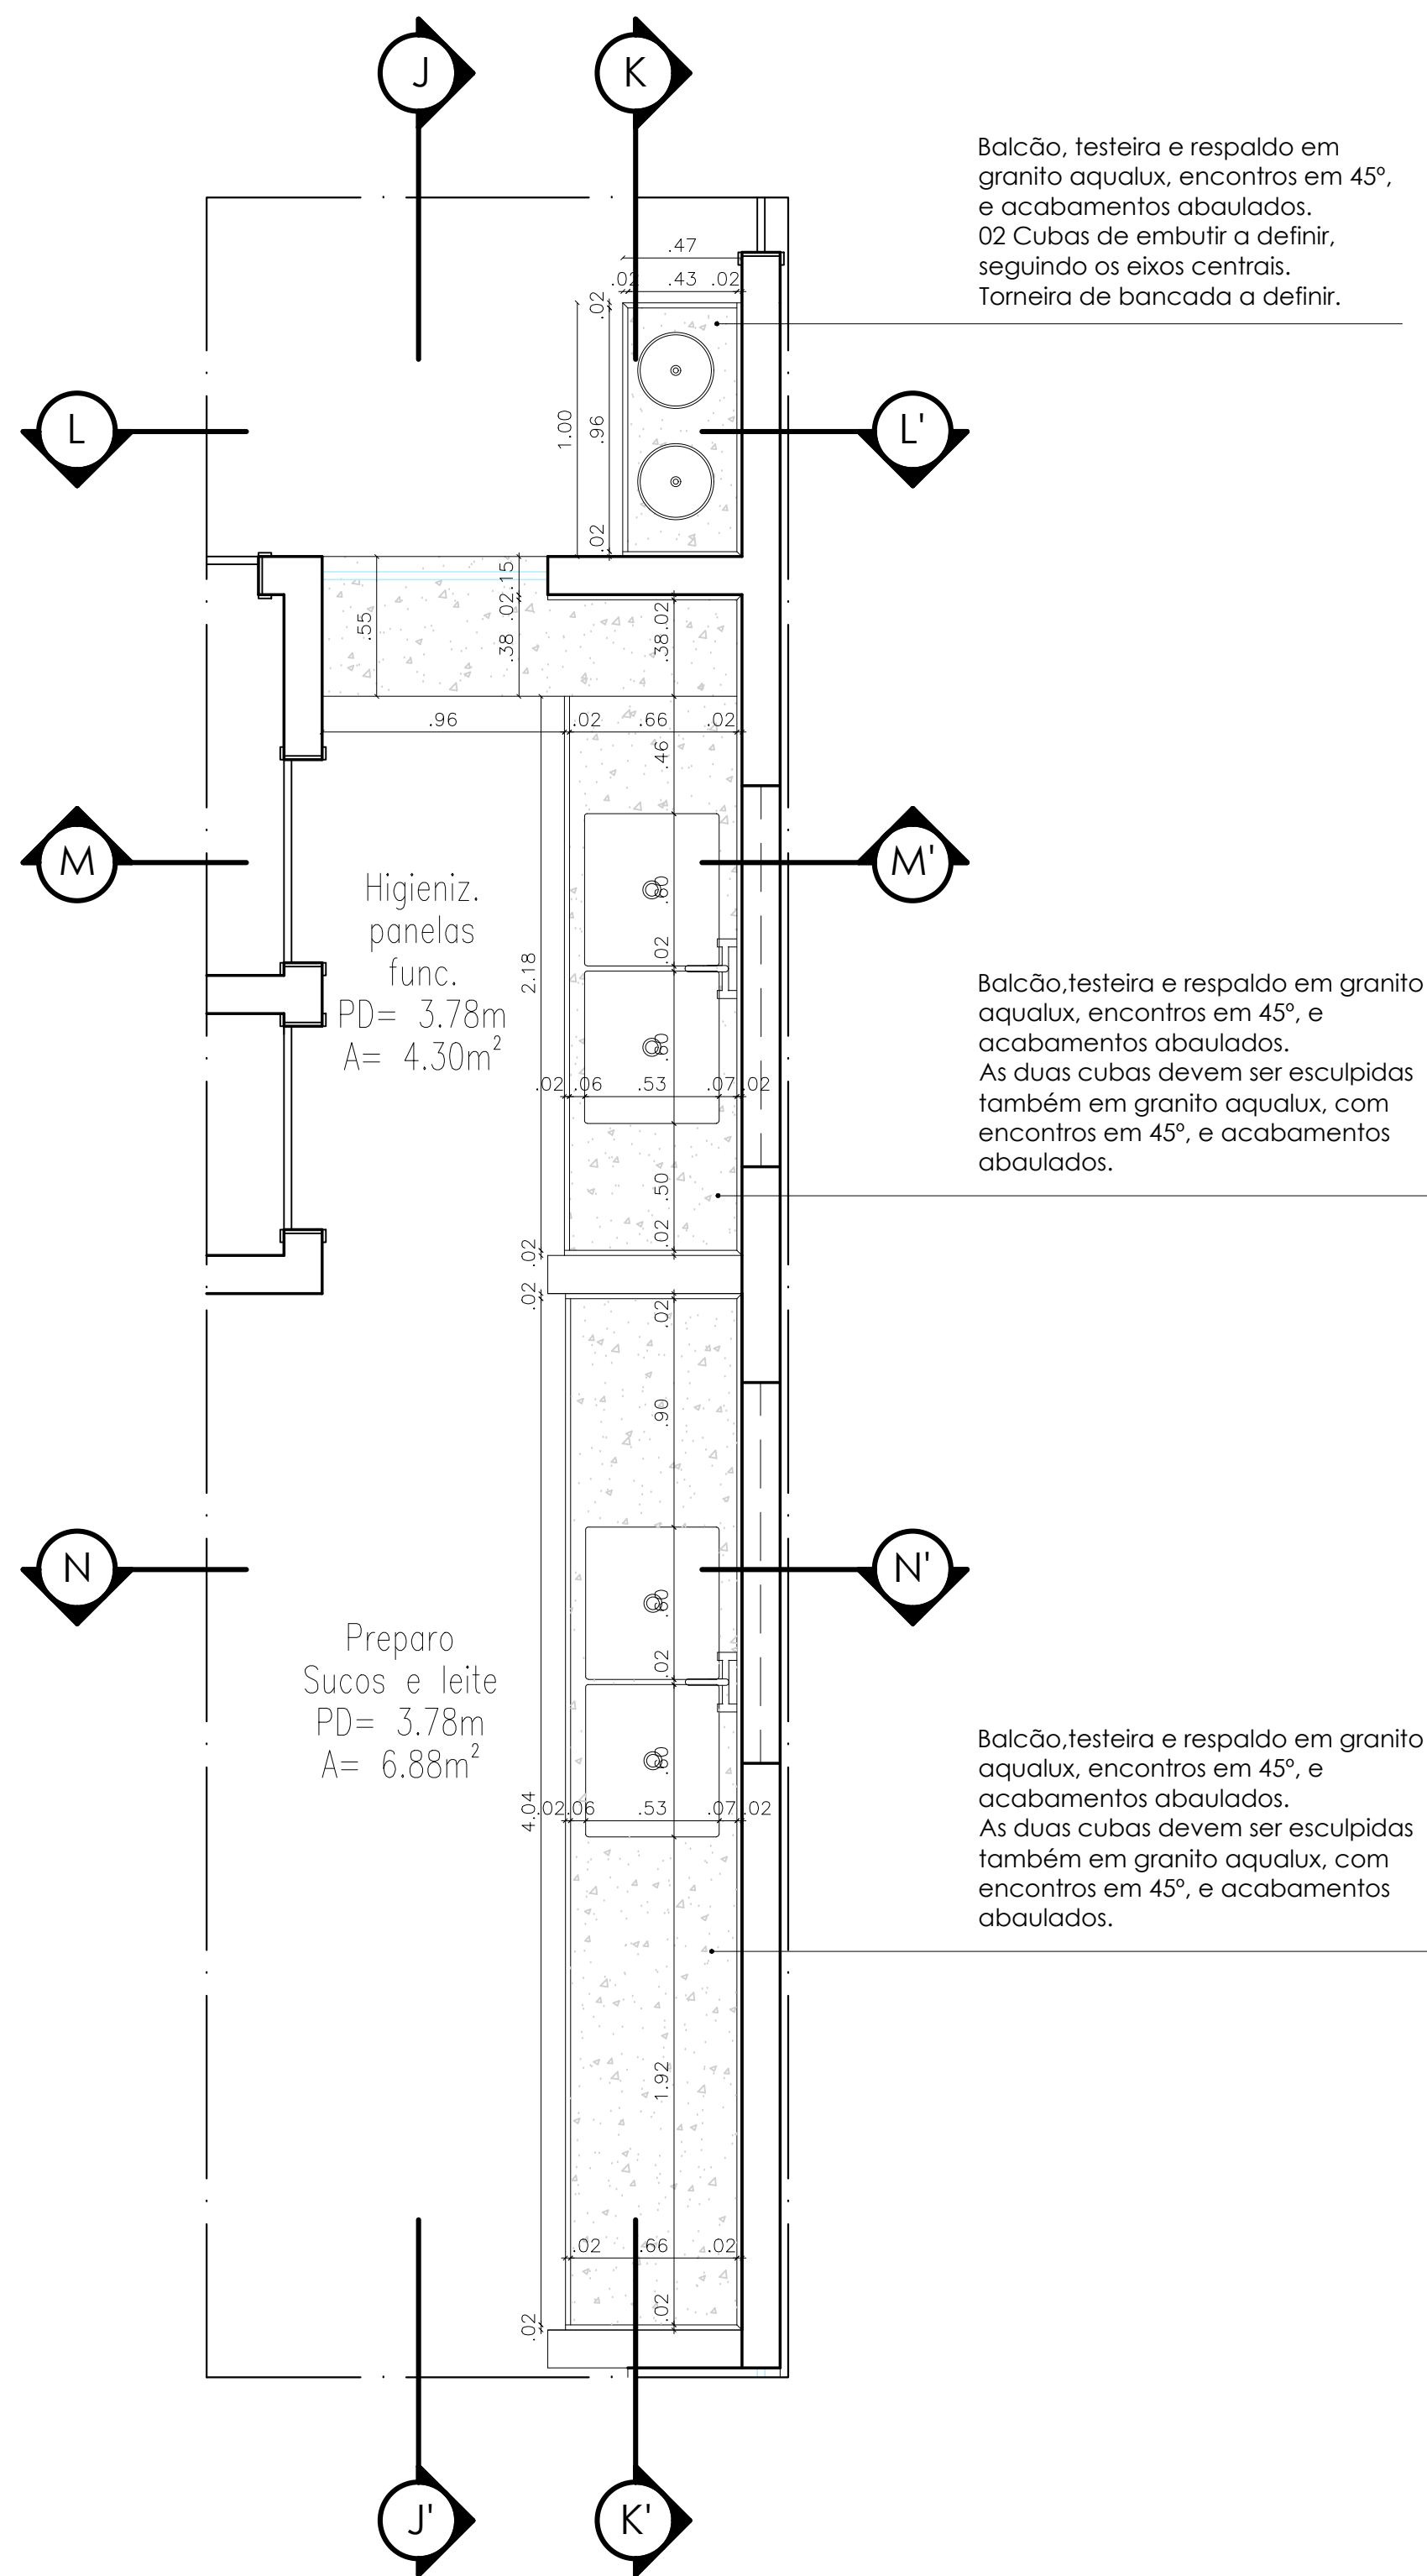 J
K
Balcão, testeira e respaldo em
granito aqualux, encontros em 45º,
e acabamentos abaulados.
02 Cubas de embutir a definir,
seguindo os eixos centrais.
Torneira de bancada a definir.
.47
.02 .43 .02
.02
1.00
.96
.02
L
L'
.15
.02
.38
.55
.02
.38
.96 .02 .66 .02
.46
M
M'
Higieniz.
panelas
func.
PD= 3.78m
A= 4.30m²
.60
.02
2.18
.60
.02 .06 .53 .07 .02
.50
.02
.02
.02
Balcão,testeira e respaldo em granito
aqualux, encontros em 45º, e
acabamentos abaulados.
As duas cubas devem ser esculpidas
também em granito aqualux, com
encontros em 45º, e acabamentos
abaulados.
.02
.90
N
N'
.60
.02
Preparo
Sucos e leite
PD= 3.78m
A= 6.88m²
.60
4.04
.02 .06 .53 .07 .02
Balcão,testeira e respaldo em granito
aqualux, encontros em 45º, e
acabamentos abaulados.
As duas cubas devem ser esculpidas
também em granito aqualux, com
encontros em 45º, e acabamentos
abaulados.
1.92
.02 .66 .02
.02
.02
J'
K'